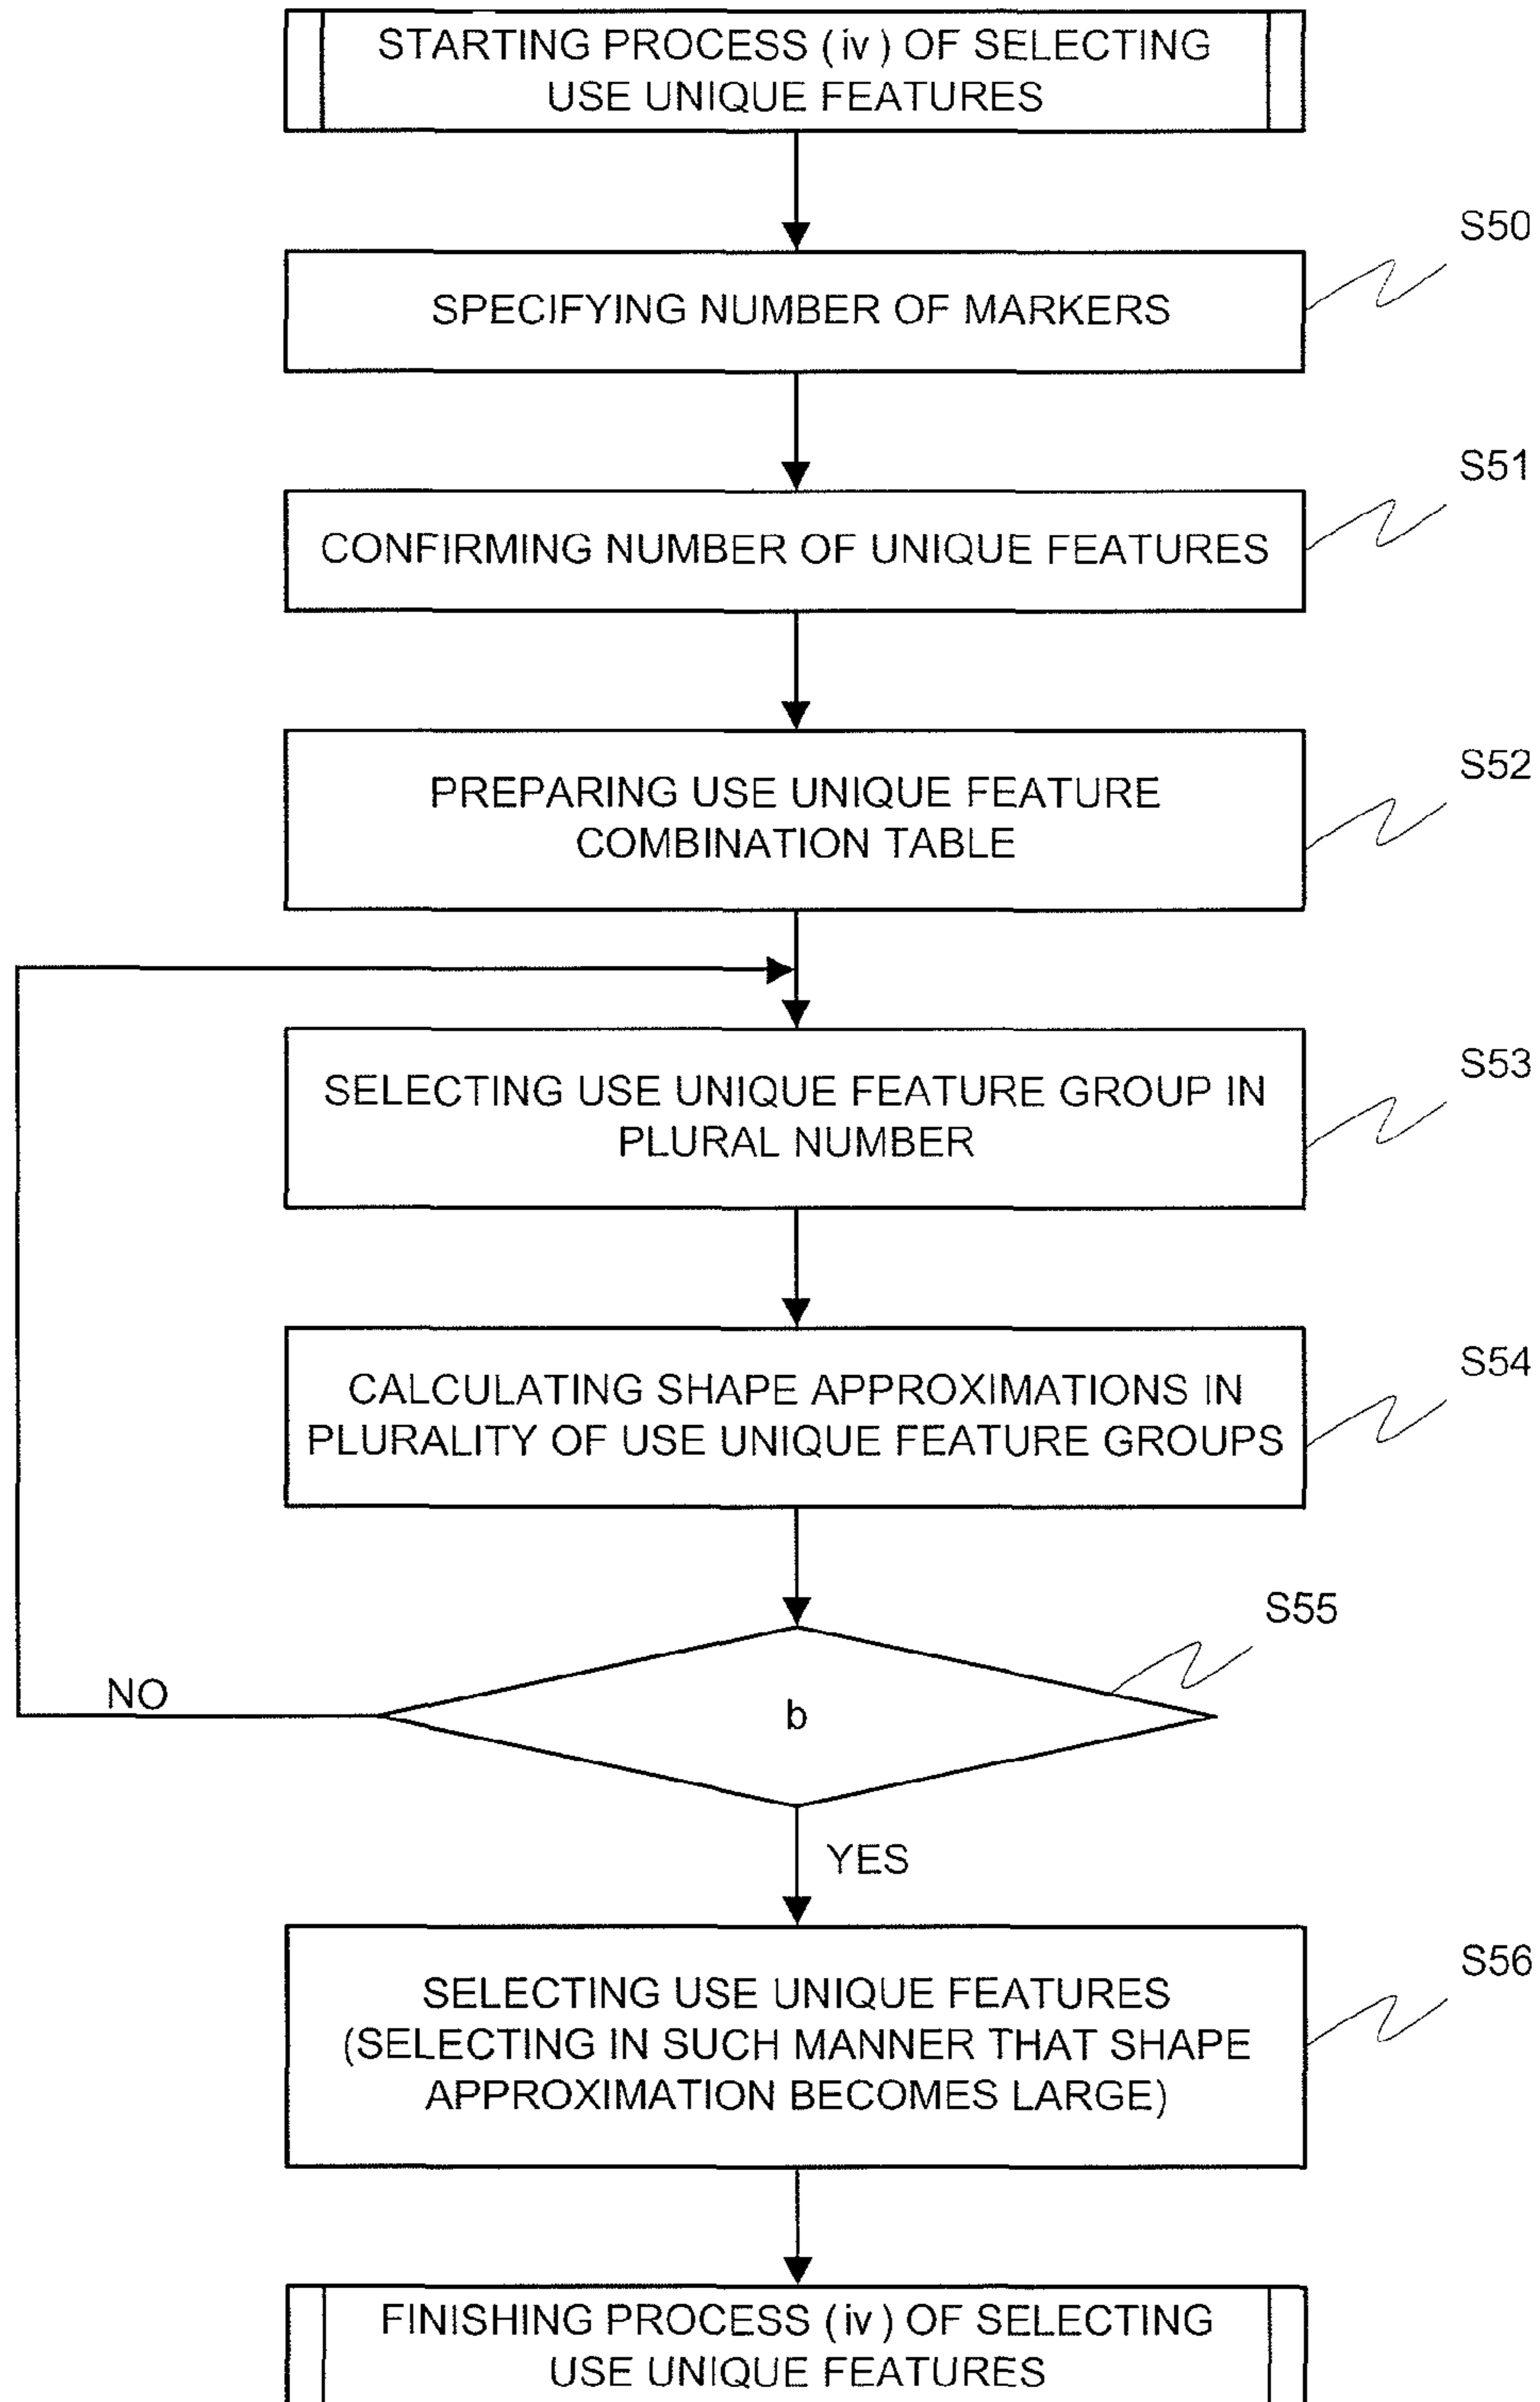 STARTING PROCESS (iv) OF SELECTING
USE UNIQUE FEATURES
S50
SPECIFYING NUMBER OF MARKERS
S51
CONFIRMING NUMBER OF UNIQUE FEATURES
S52
PREPARING USE UNIQUE FEATURE
COMBINATION TABLE
S53
SELECTING USE UNIQUE FEATURE GROUP IN
PLURAL NUMBER
S54
CALCULATING SHAPE APPROXIMATIONS IN
PLURALITY OF USE UNIQUE FEATURE GROUPS
S55
NO
b
YES
S56
SELECTING USE UNIQUE FEATURES
(SELECTING IN SUCH MANNER THAT SHAPE
APPROXIMATION BECOMES LARGE)
FINISHING PROCESS (iv) OF SELECTING
USE UNIQUE FEATURES